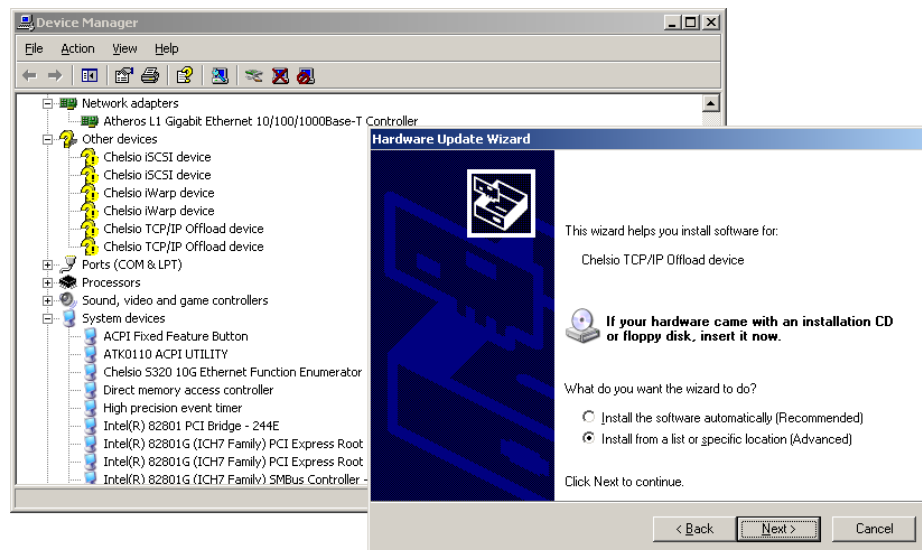 Device Manager
File Action View Help
Network adapters
Atheros L1 Gigabit Ethernet 10/100/1000Base-T Controller
Other devices
Chelsio iSCSI device
Chelsio iSCSI device
Chelsio iWarp device
Chelsio iWarp device
Chelsio TCP/IP Offload device
Chelsio TCP/IP Offload device
Ports (COM & LPT)
Processors
Sound, video and game controllers
System devices
ACPI Fixed Feature Button
ATK0110 ACPI UTILITY
Chelsio S320 10G Ethernet Function Enumerator
Direct memory access controller
High precision event timer
Intel(R) 82801 PCI Bridge - 244E
Intel(R) 82801G (ICH7 Family) PCI Express Root
Intel(R) 82801G (ICH7 Family) PCI Express Root
Intel(R) 82801G (ICH7 Family) SMBus Controller -
Hardware Update Wizard
This wizard helps you install software for:
Chelsio TCP/IP Offload device
If your hardware came with an installation CD
or floppy disk, insert it now.
What do you want the wizard to do?
Install the software automatically (Recommended)
Install from a list or specific location (Advanced)
Click Next to continue.
< Back Next > Cancel